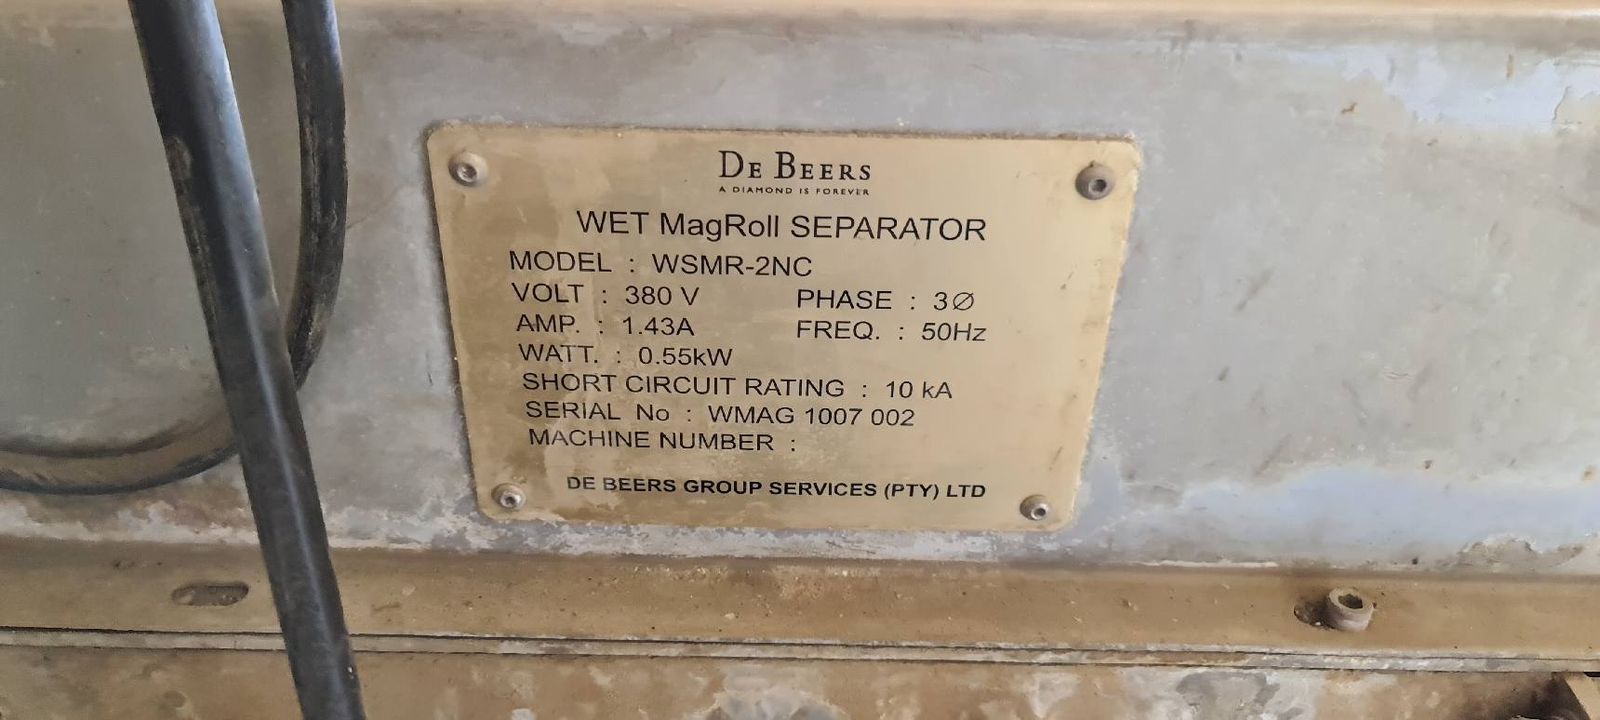 DE BEERS
A DIAMOND IS FOREVER
WET MagRoll SEPARATOR
MODEL : WSMR-2NC
VOLT : 380 V PHASE : 3∅
AMP. : 1.43A FREQ. : 50Hz
WATT. : 0.55kW
SHORT CIRCUIT RATING : 10 kA
SERIAL No : WMAG 1007 002
MACHINE NUMBER :
DE BEERS GROUP SERVICES (PTY) LTD